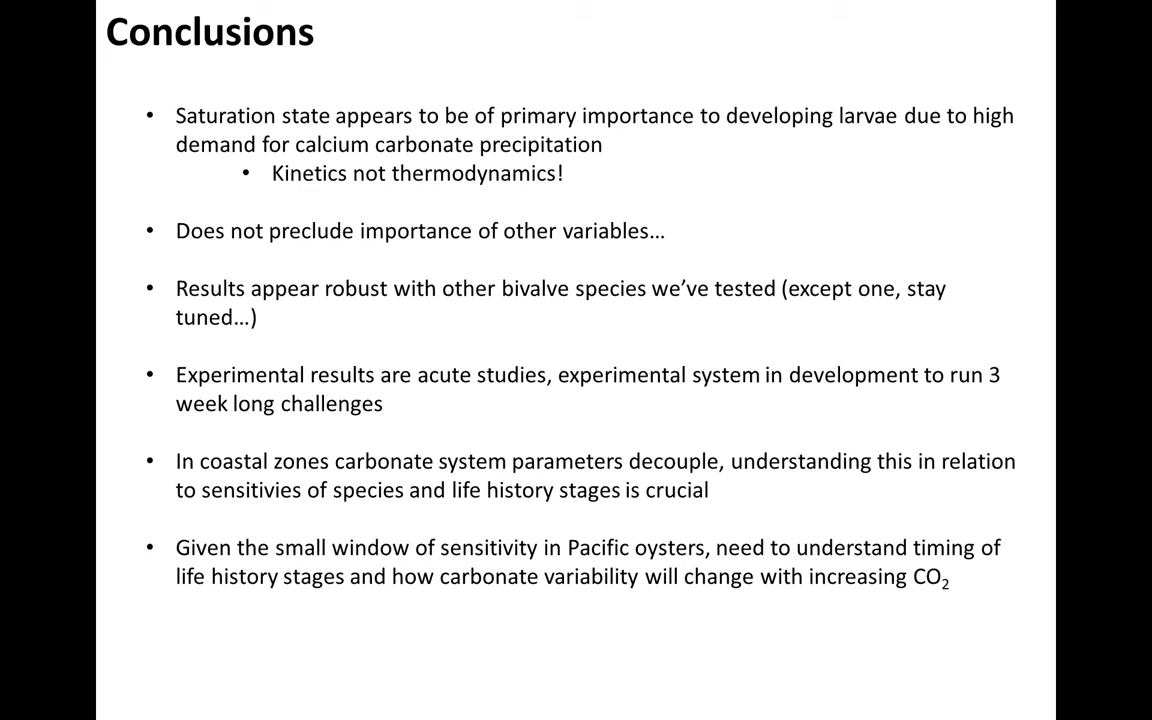 Conclusions
• Saturation state appears to be of primary importance to developing larvae due to high
demand for calcium carbonate precipitation
• Kinetics not thermodynamics!
• Does not preclude importance of other variables…
• Results appear robust with other bivalve species we’ve tested (except one, stay
tuned…)
• Experimental results are acute studies, experimental system in development to run 3
week long challenges
• In coastal zones carbonate system parameters decouple, understanding this in relation
to sensitivies of species and life history stages is crucial
• Given the small window of sensitivity in Pacific oysters, need to understand timing of
life history stages and how carbonate variability will change with increasing CO₂